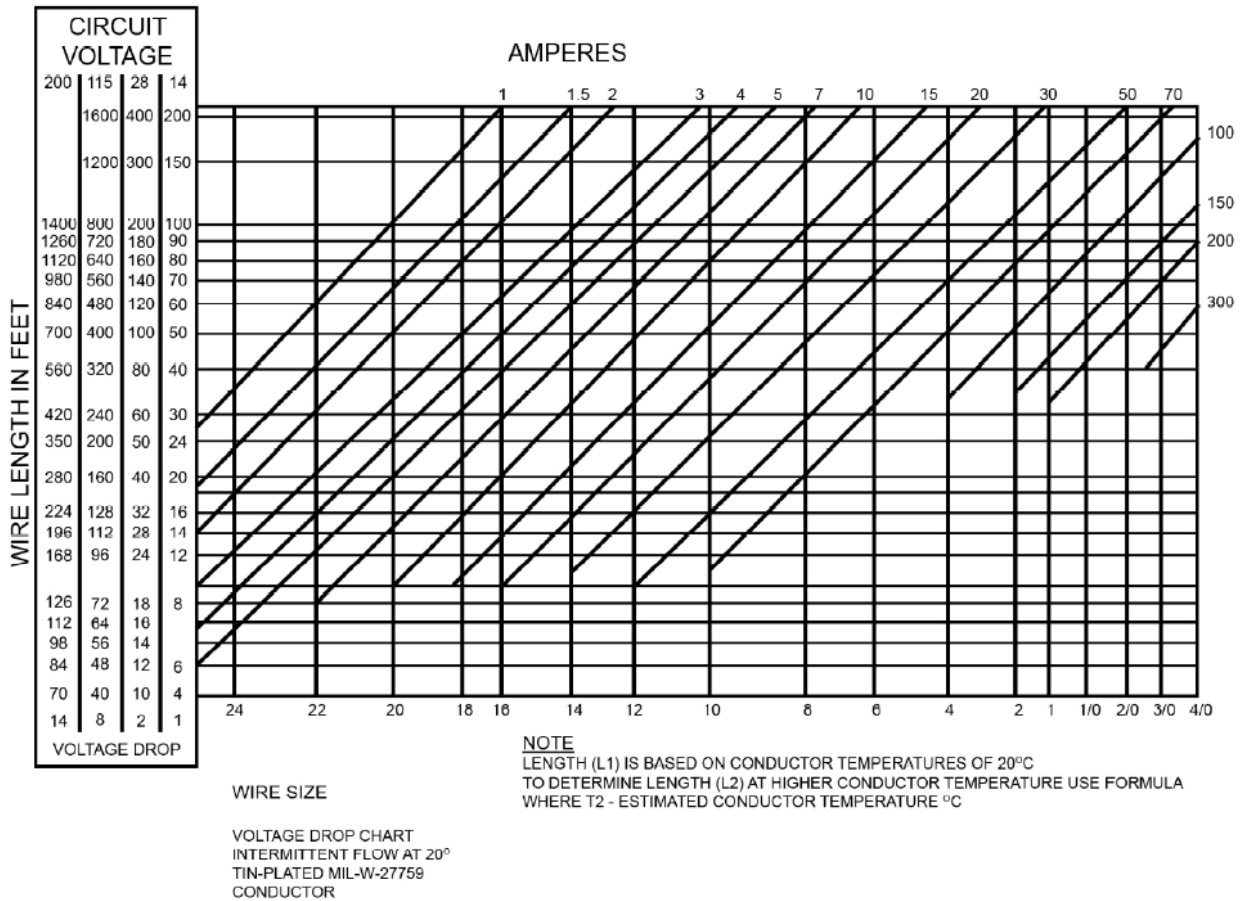 CIRCUIT
VOLTAGE
AMPERES
200 115 28 14
1 1.5 2 3 4 5 7 10 15 20 30 50 70
1600 400 200
100
1200 300 150
150
1400 800 200 100
1260 720 180 90
200
1120 640 160 80
980 560 140 70
840 480 120 60
300
700 400 100 50
560 320 80 40
420 240 60 30
350 200 50 24
280 160 40 20
224 128 32 16
196 112 28 14
168 96 24 12
126 72 18 8
112 64 16
98 56 14
84 48 12 6
70 40 10 4
14 8 2 1
VOLTAGE DROP
WIRE LENGTH IN FEET
24 22 20 18 16 14 12 10 8 6 4 2 1 1/0 2/0 3/0 4/0
NOTE
LENGTH (L1) IS BASED ON CONDUCTOR TEMPERATURES OF 20ºC
TO DETERMINE LENGTH (L2) AT HIGHER CONDUCTOR TEMPERATURE USE FORMULA
WHERE T2 - ESTIMATED CONDUCTOR TEMPERATURE ºC
WIRE SIZE
VOLTAGE DROP CHART
INTERMITTENT FLOW AT 20º
TIN-PLATED MIL-W-27759
CONDUCTOR